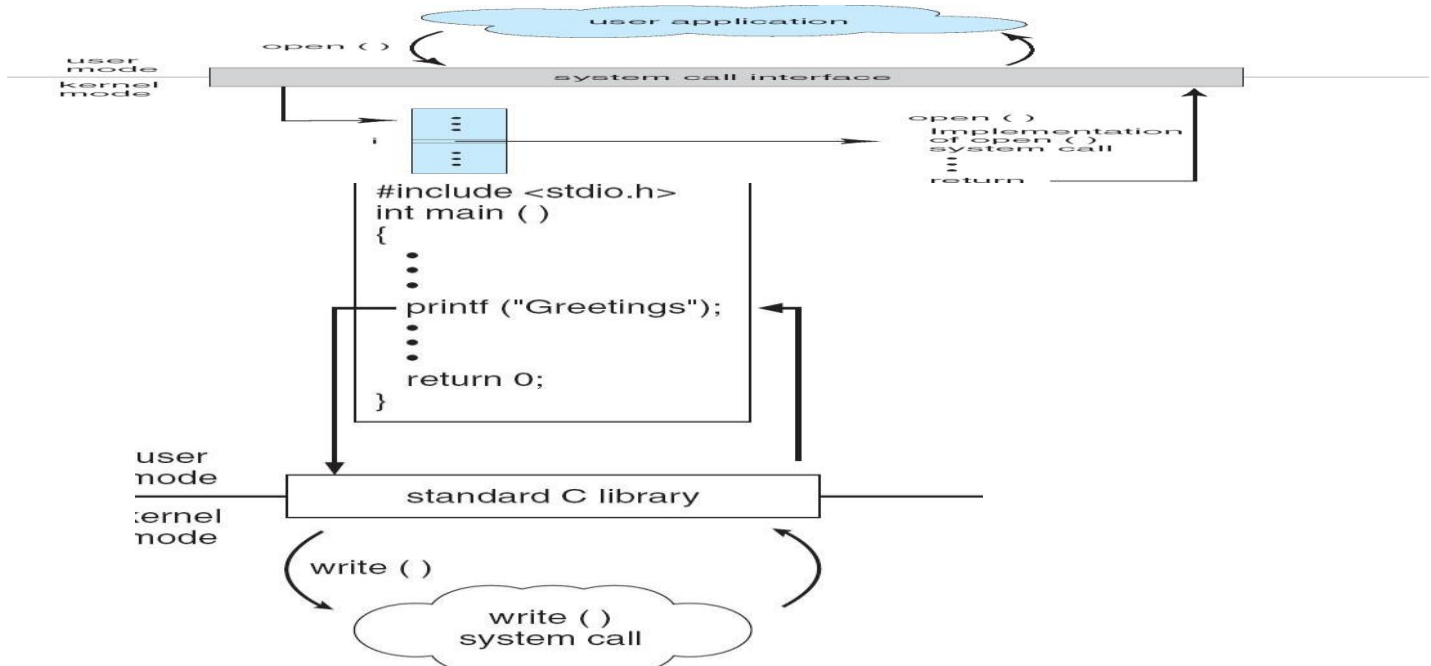 user application
open ( )
user
mode
system call interface
kernel
mode
open ( )
i
Implementation
of open ( )
system call
return
#include <stdio.h>
int main ( )
{
printf ("Greetings");
return 0;
}
user
mode
standard C library
kernel
mode
write ( )
write ( )
system call